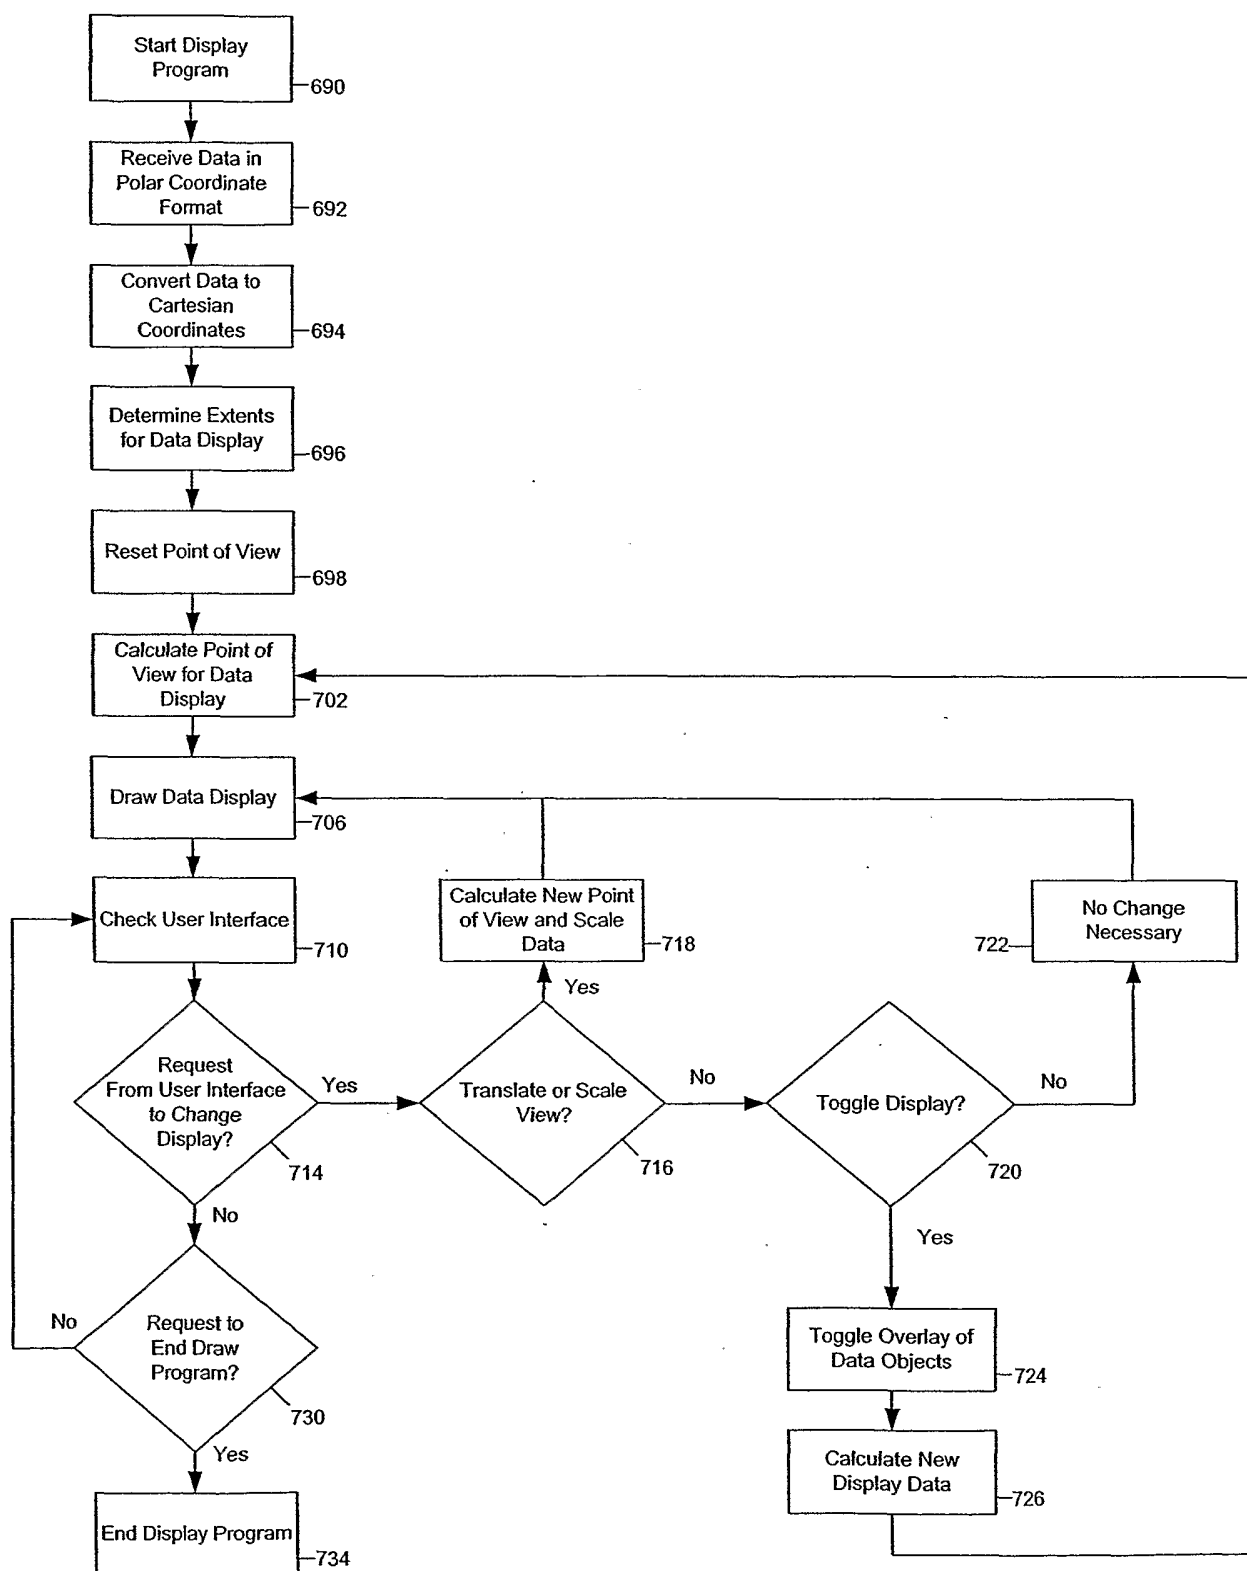 Start Display
Program
690
Receive Data in
Polar Coordinate
Format
692
Convert Data to
Cartesian
Coordinates
694
Determine Extents
for Data Display
696
Reset Point of View
698
Calculate Point of
View for Data
Display
702
Draw Data Display
706
Check User Interface
710
Calculate New Point
of View and Scale
Data
718
No Change
Necessary
722
Yes
Request
From User Interface
to Change
Display?
714
Yes
Translate or Scale
View?
716
No
Toggle Display?
720
No
No
Yes
Request to
End Draw
Program?
730
No
Yes
Toggle Overlay of
Data Objects
724
Calculate New
Display Data
726
End Display Program
734